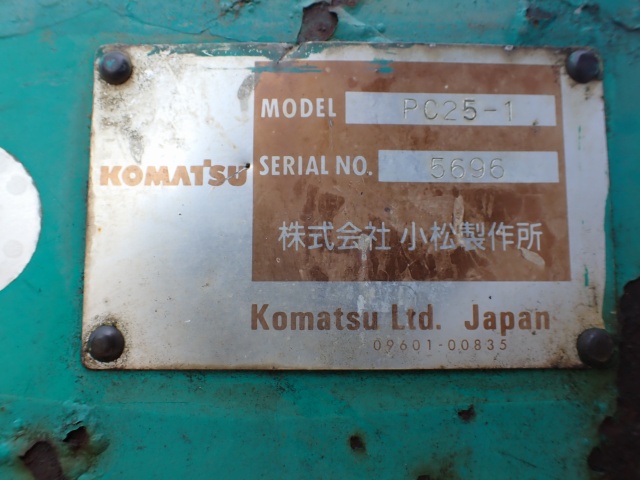 MODEL PC25-1
KOMATSU
SERIAL NO. 5696
株式会社 小松製作所
Komatsu Ltd. Japan
09601-00835